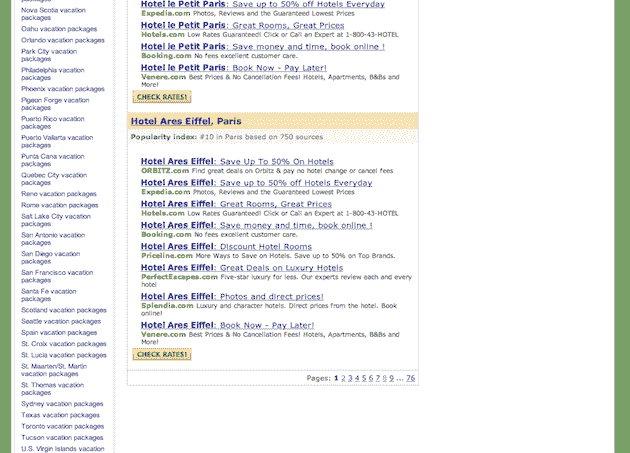 packages
Nova Scotia vacation
packages
Oahu vacation packages
Orlando vacation packages
Park City vacation
packages
Philadelphia vacation
packages
Phoenix vacation packages
Pigeon Forge vacation
packages
Puerto Rico vacation
packages
Puerto Vallarta vacation
packages
Punta Cana vacation
packages
Quebec City vacation
packages
Reno vacation packages
Rome vacation packages
Salt Lake City vacation
packages
San Antonio vacation
packages
San Diego vacation
packages
San Francisco vacation
packages
Santa Fe vacation
packages
Scotland vacation packages
Seattle vacation packages
Spain vacation packages
St. Croix vacation packages
St. Lucia vacation packages
St. Maarten/St. Martin
vacation packages
St. Thomas vacation
packages
Sydney vacation packages
Texas vacation packages
Toronto vacation packages
Tucson vacation packages
U.S. Virgin Islands vacation
Hotel le Petit Paris: Save up to 50% off Hotels Everyday
Expedia.com Photos, Reviews and the Guaranteed Lowest Prices
Hotel le Petit Paris: Great Rooms, Great Prices
Hotels.com Low Rates Guaranteed! Click or Call an Expert at 1-800-43-HOTEL
Hotel le Petit Paris: Save money and time, book online !
Booking.com No fees excellent customer care.
Hotel le Petit Paris: Book Now - Pay Later!
Venere.com Best Prices & No Cancellation Fees! Hotels, Apartments, B&Bs and
More!
CHECK RATES!
Hotel Ares Eiffel, Paris
Popularity index: #10 in Paris based on 750 sources
Hotel Ares Eiffel: Save Up To 50% On Hotels
ORBITZ.com Find great deals on Orbitz & pay no hotel change or cancel fees
Hotel Ares Eiffel: Save up to 50% off Hotels Everyday
Expedia.com Photos, Reviews and the Guaranteed Lowest Prices
Hotel Ares Eiffel: Great Rooms, Great Prices
Hotels.com Low Rates Guaranteed! Click or Call an Expert at 1-800-43-HOTEL
Hotel Ares Eiffel: Save money and time, book online !
Booking.com No fees excellent customer care.
Hotel Ares Eiffel: Discount Hotel Rooms
Priceline.com More Ways to Save on Hotels. Save up to 50% on Top Brands.
Hotel Ares Eiffel: Great Deals on Luxury Hotels
PerfectEscapes.com Five-star luxury for less. Our experts review each and every
hotel
Hotel Ares Eiffel: Photos and direct prices!
Splendia.com Luxury and character hotels. Direct prices from the hotel. Book
online!
Hotel Ares Eiffel: Book Now - Pay Later!
Venere.com Best Prices & No Cancellation Fees! Hotels, Apartments, B&Bs and
More!
CHECK RATES!
Pages: 1 2 3 4 5 6 7 8 9 ... 76